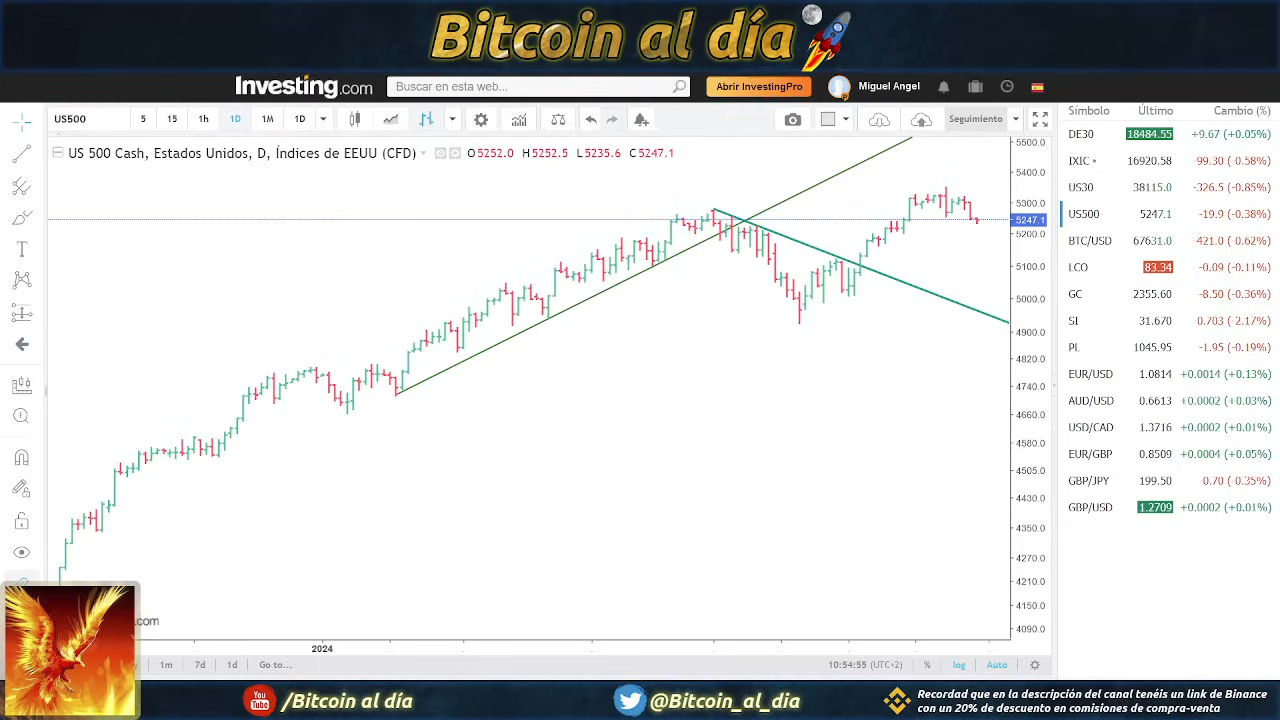 Bitcoin al día
Investing.com
Buscar en esta web...
Abrir InvestingPro
Miguel Angel
US500 5 15 1h 1D 1M 1D
Seguimiento
US 500 Cash, Estados Unidos, D, Índices de EEUU (CFD) O5252.0 H5252.5 L5235.6 C5247.1
5500.0
5400.0
5300.0
5247.1
5200.0
5100.0
5000.0
4900.0
4820.0
4740.0
4660.0
4580.0
4505.0
4430.0
4350.0
4270.0
4210.0
4150.0
4090.0
Símbolo Último Cambio (%)
DE30 18484.55 +9.67 (+0.05%)
IXIC 16920.58 -99.30 (-0.58%)
US30 38115.0 -326.5 (-0.85%)
US500 5247.1 -19.9 (-0.38%)
BTC/USD 67631.0 -421.0 (-0.62%)
LCO 83.34 -0.09 (-0.11%)
GC 2355.60 -8.50 (-0.36%)
SI 31.670 -0.703 (-2.17%)
PL 1045.95 -1.95 (-0.19%)
EUR/USD 1.0814 +0.0014 (+0.13%)
AUD/USD 0.6613 +0.0002 (+0.03%)
USD/CAD 1.3716 +0.0002 (+0.01%)
EUR/GBP 0.8509 +0.0004 (+0.05%)
GBP/JPY 199.50 -0.70 (-0.35%)
GBP/USD 1.2709 +0.0002 (+0.01%)
.com
2024
1m 7d 1d Go to...
10:54:55 (UTC+2) % log Auto
You Tube /Bitcoin al día
@Bitcoin_al_dia
Recordad que en la descripción del canal tenéis un link de Binance
con un 20% de descuento en comisiones de compra-venta